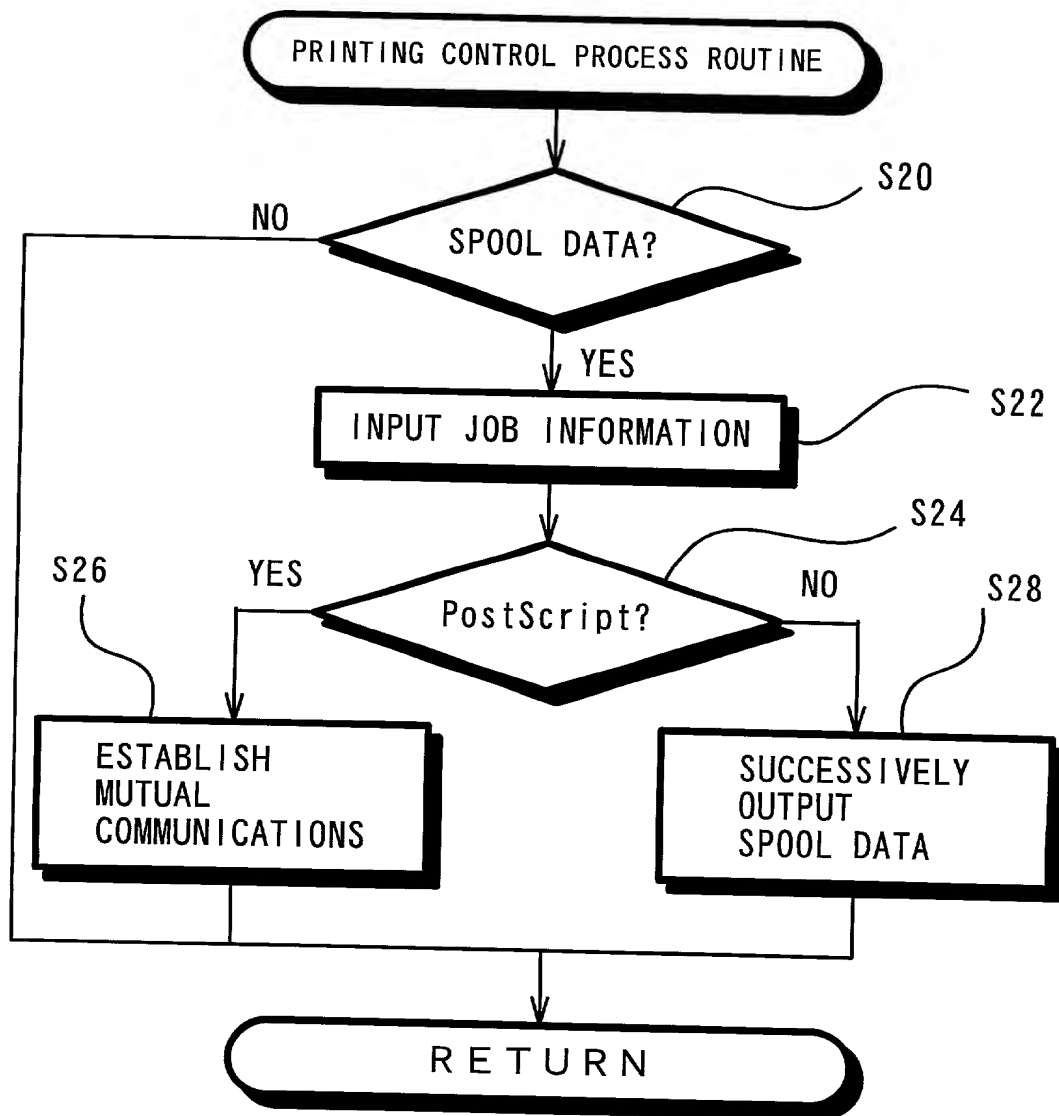 PRINTING CONTROL PROCESS ROUTINE
S20
NO
SPOOL DATA?
YES
S22
INPUT JOB INFORMATION
S24
S26
YES
NO
S28
PostScript?
ESTABLISH
MUTUAL
COMMUNICATIONS
SUCCESSIVELY
OUTPUT
SPOOL DATA
RETURN